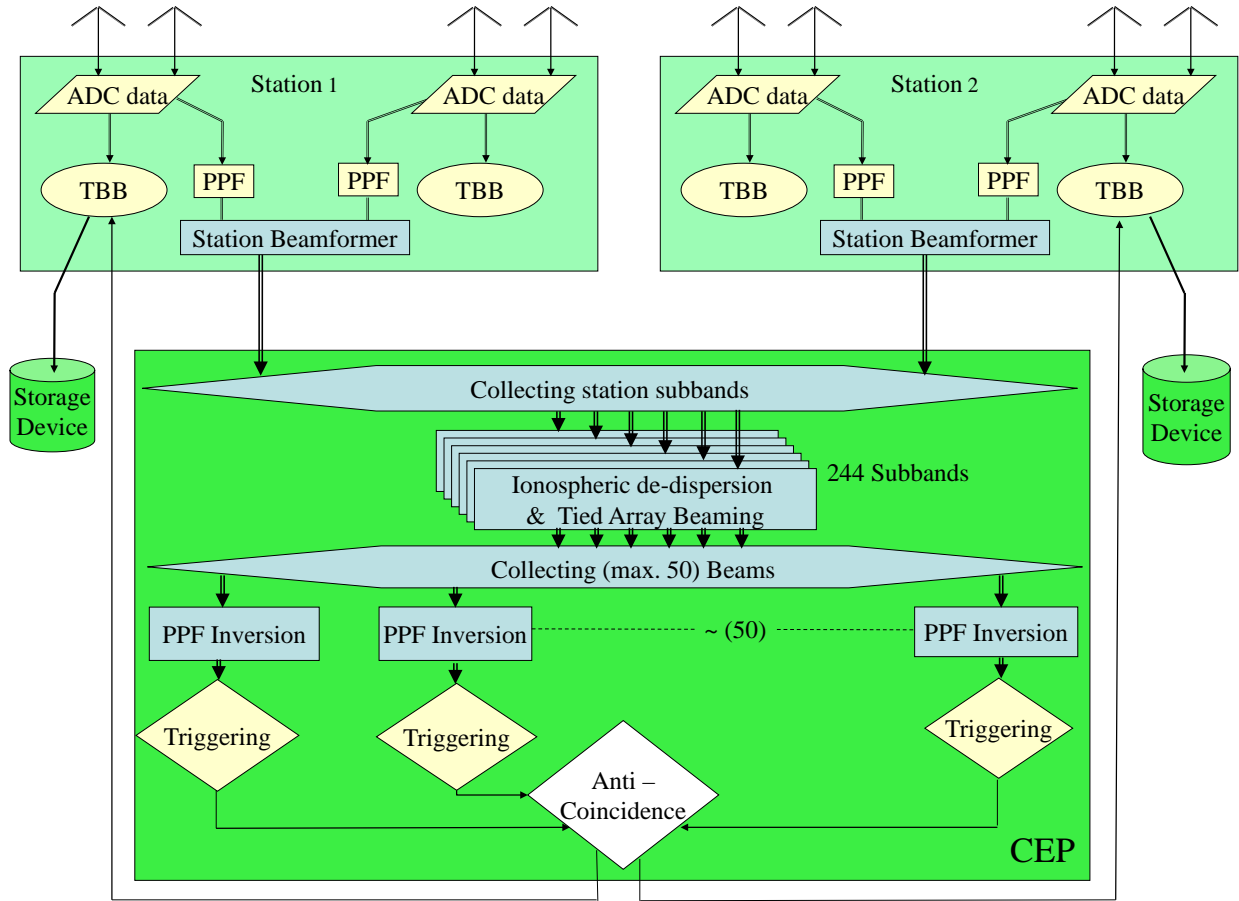 Station 1
ADC data
ADC data
PPF
PPF
TBB
TBB
Station Beamformer
Station 2
ADC data
ADC data
PPF
PPF
TBB
TBB
Station Beamformer
Storage
Device
Storage
Device
Collecting station subbands
244 Subbands
Ionospheric de-dispersion
& Tied Array Beaming
Collecting (max. 50) Beams
PPF Inversion
PPF Inversion
~ (50)
PPF Inversion
Triggering
Triggering
Triggering
Anti –
Coincidence
CEP